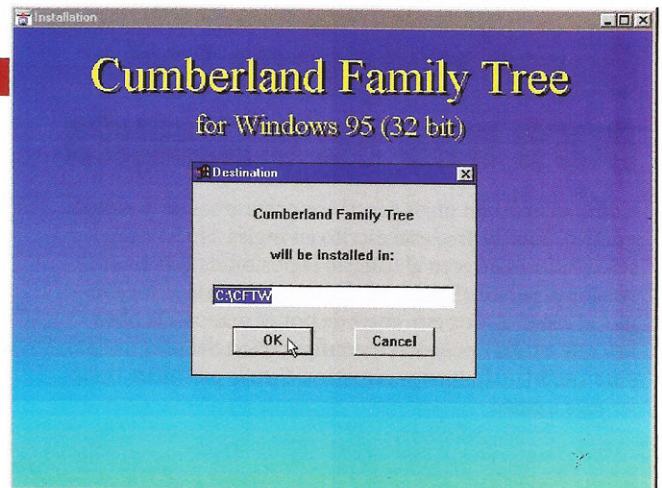 Installation
Cumberland Family Tree
for Windows 95 (32 bit)
Destination
Cumberland Family Tree
will be installed in:
C:\CFTW
OK
Cancel